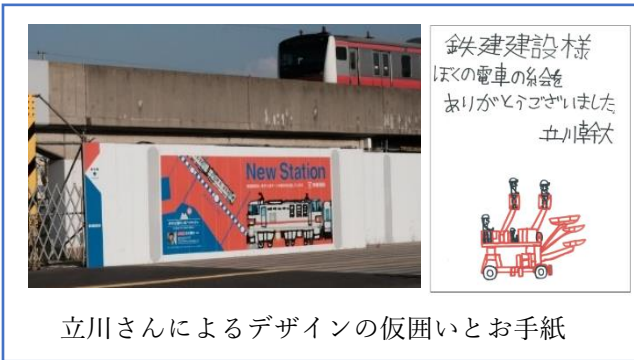 New Station
鉄建建設様
ぼくの電車の絵を
ありがとうございました
立川幹大
立川さんによるデザインの仮囲いとお手紙